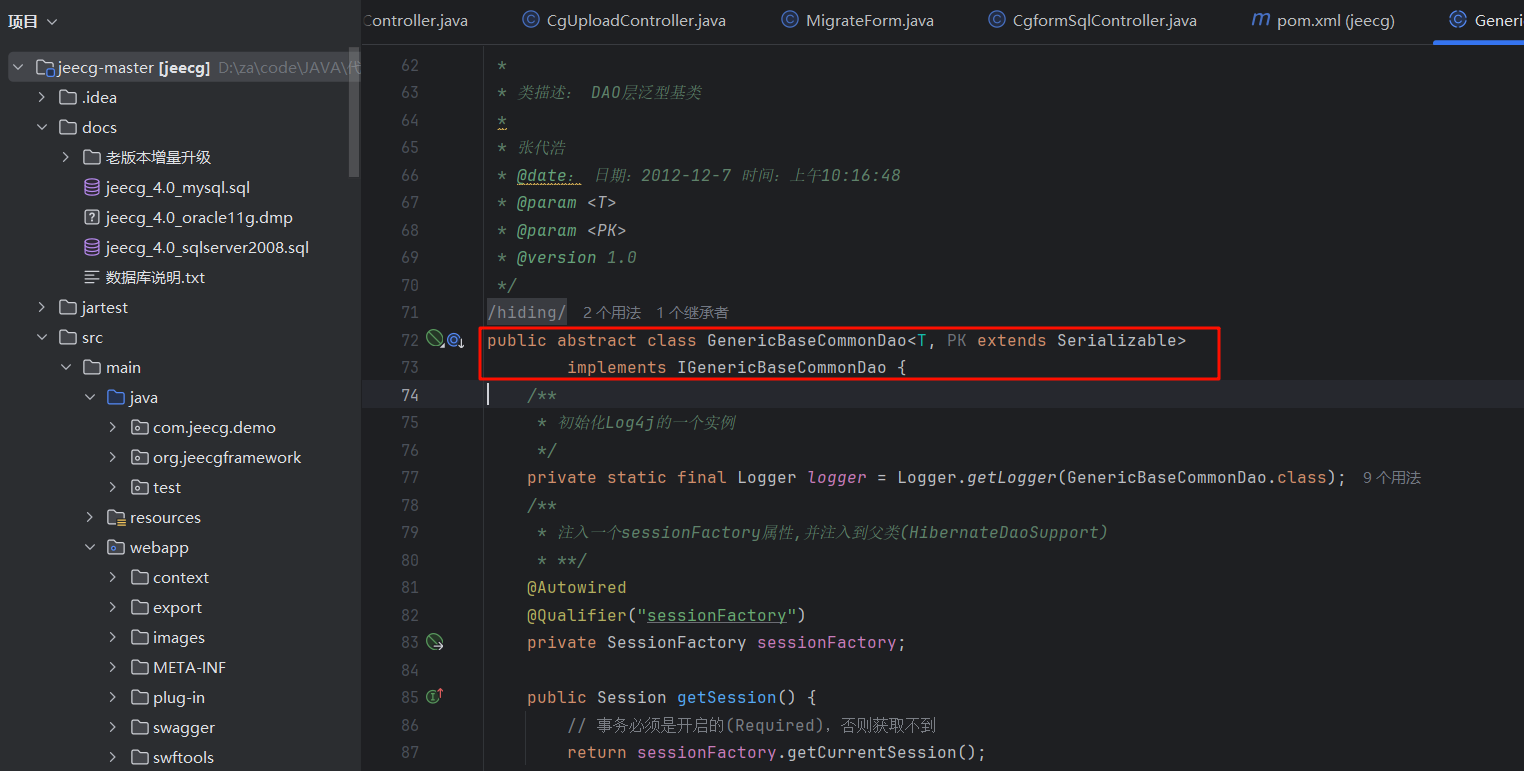 项目
Controller.java
CgUploadController.java
MigrateForm.java
CgformSqlController.java
pom.xml (jeecg)
Generi
jeecg-master [jeecg] D:\za\code\JAVA\代
.idea
docs
老版本增量升级
jeecg_4.0_mysql.sql
jeecg_4.0_oracle11g.dmp
jeecg_4.0_sqlserver2008.sql
数据库说明.txt
jartest
src
main
java
com.jeecg.demo
org.jeecgframework
test
resources
webapp
context
export
images
META-INF
plug-in
swagger
swftools
62 *
63 * 类描述： DAO层泛型基类
64 *
65 * 张代浩
66 * @date： 日期：2012-12-7 时间：上午10:16:48
67 * @param <T>
68 * @param <PK>
69 * @version 1.0
70 */
71 /hiding/ 2 个用法 1 个继承者
72 public abstract class GenericBaseCommonDao<T, PK extends Serializable>
73 implements IGenericBaseCommonDao {
74 /**
75 * 初始化Log4j的一个实例
76 */
77 private static final Logger logger = Logger.getLogger(GenericBaseCommonDao.class); 9 个用法
78 /**
79 * 注入一个sessionFactory属性,并注入到父类(HibernateDaoSupport)
80 * **/
81 @Autowired
82 @Qualifier("sessionFactory")
83 private SessionFactory sessionFactory;
84
85 public Session getSession() {
86 // 事务必须是开启的(Required)，否则获取不到
87 return sessionFactory.getCurrentSession();